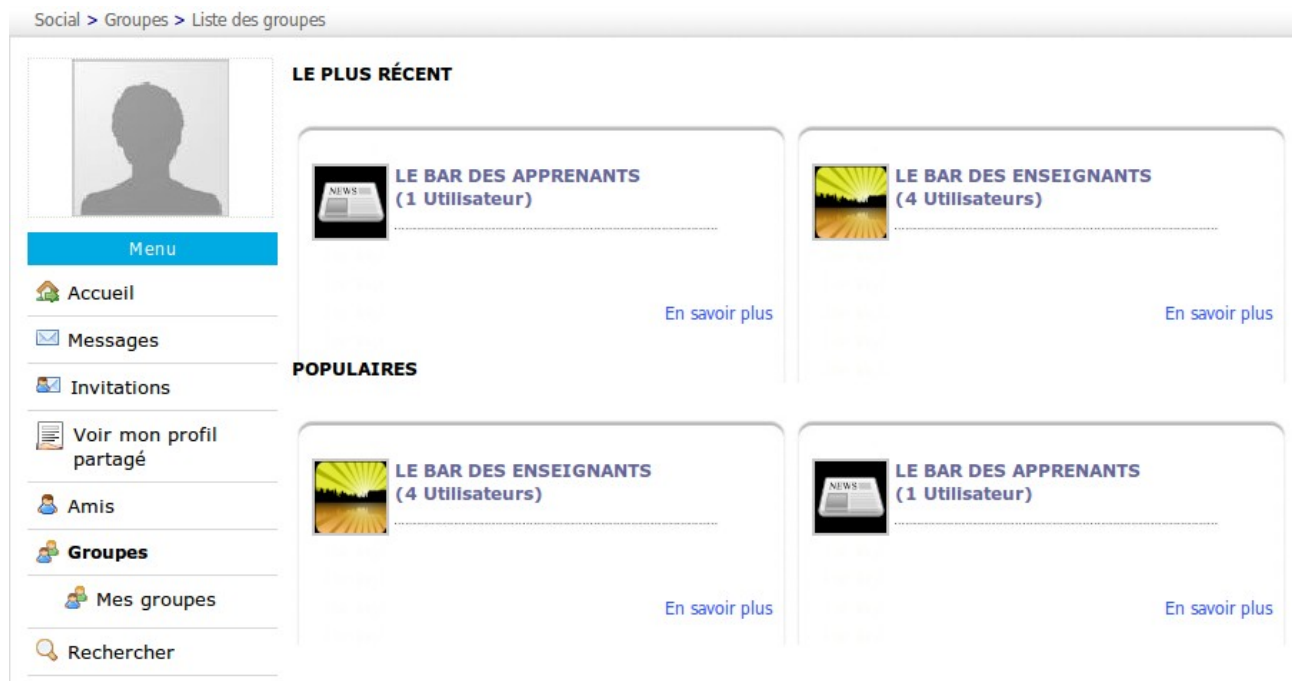 Social > Groupes > Liste des groupes
Menu
Accueil
Messages
Invitations
Voir mon profil
partagé
Amis
Groupes
Mes groupes
Rechercher
LE PLUS RÉCENT
NEWS
LE BAR DES APPRENANTS
(1 Utilisateur)
En savoir plus
LE BAR DES ENSEIGNANTS
(4 Utilisateurs)
En savoir plus
POPULAIRES
LE BAR DES ENSEIGNANTS
(4 Utilisateurs)
En savoir plus
NEWS
LE BAR DES APPRENANTS
(1 Utilisateur)
En savoir plus